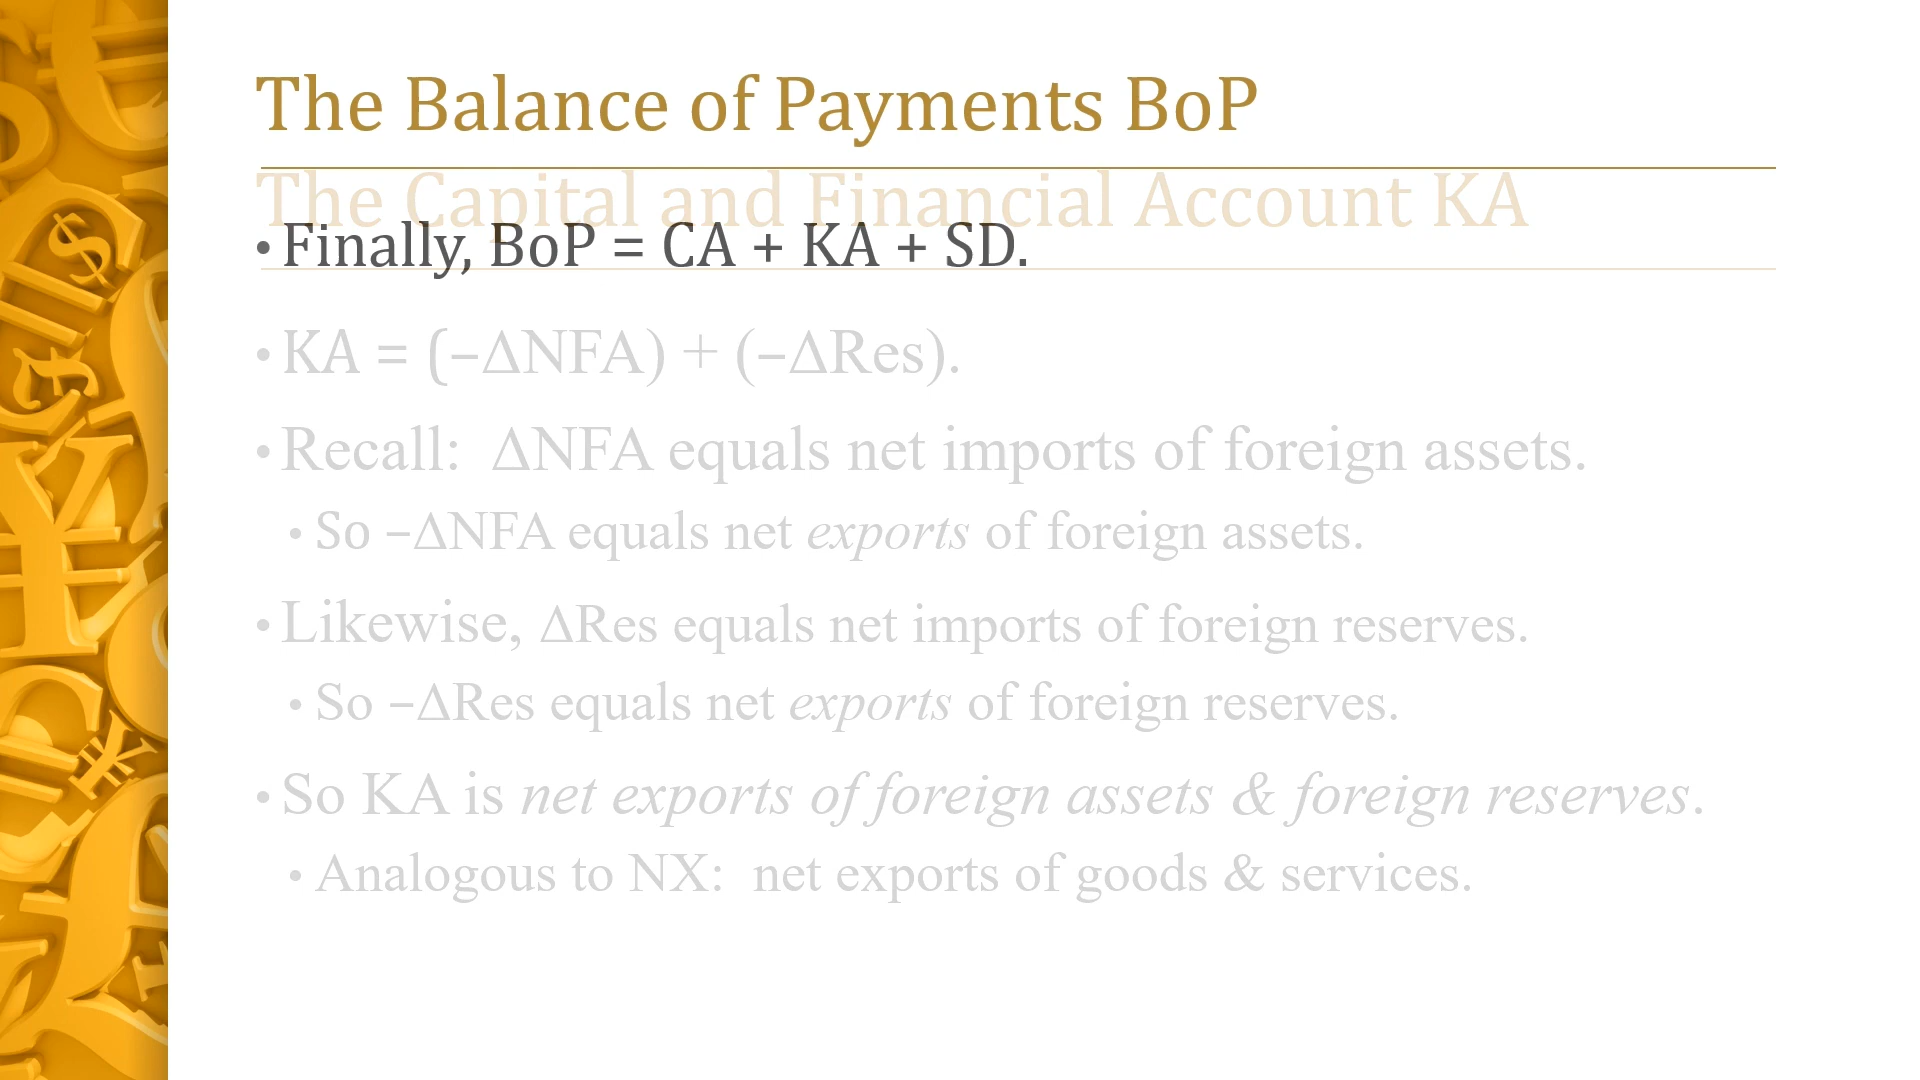 The Balance of Payments BoP
The Capital and Financial Account KA
• Finally, BoP = CA + KA + SD.
• KA = (–ΔNFA) + (–ΔRes).
• Recall:  ΔNFA equals net imports of foreign assets.
• So –ΔNFA equals net exports of foreign assets.
• Likewise, ΔRes equals net imports of foreign reserves.
• So –ΔRes equals net exports of foreign reserves.
• So KA is net exports of foreign assets & foreign reserves.
• Analogous to NX:  net exports of goods & services.